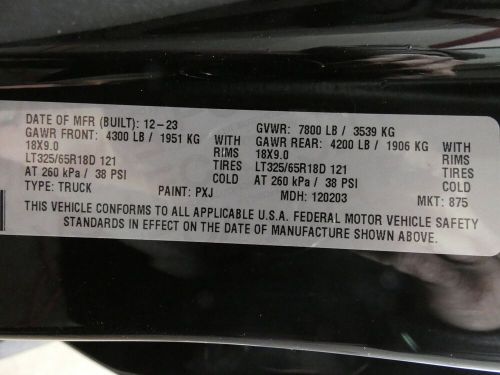 DATE OF MFR (BUILT): 12-23 GVWR: 7800 LB / 3539 KG
GAWR FRONT: 4300 LB / 1951 KG WITH GAWR REAR: 4200 LB / 1906 KG WITH
18X9.0 RIMS 18X9.0 RIMS
LT325/65R18D 121 TIRES LT325/65R18D 121 TIRES
AT 260 kPa / 38 PSI COLD AT 260 kPa / 38 PSI COLD
TYPE: TRUCK PAINT: PXJ MDH: 120203 MKT: 875
THIS VEHICLE CONFORMS TO ALL APPLICABLE U.S.A. FEDERAL MOTOR VEHICLE SAFETY
STANDARDS IN EFFECT ON THE DATE OF MANUFACTURE SHOWN ABOVE.